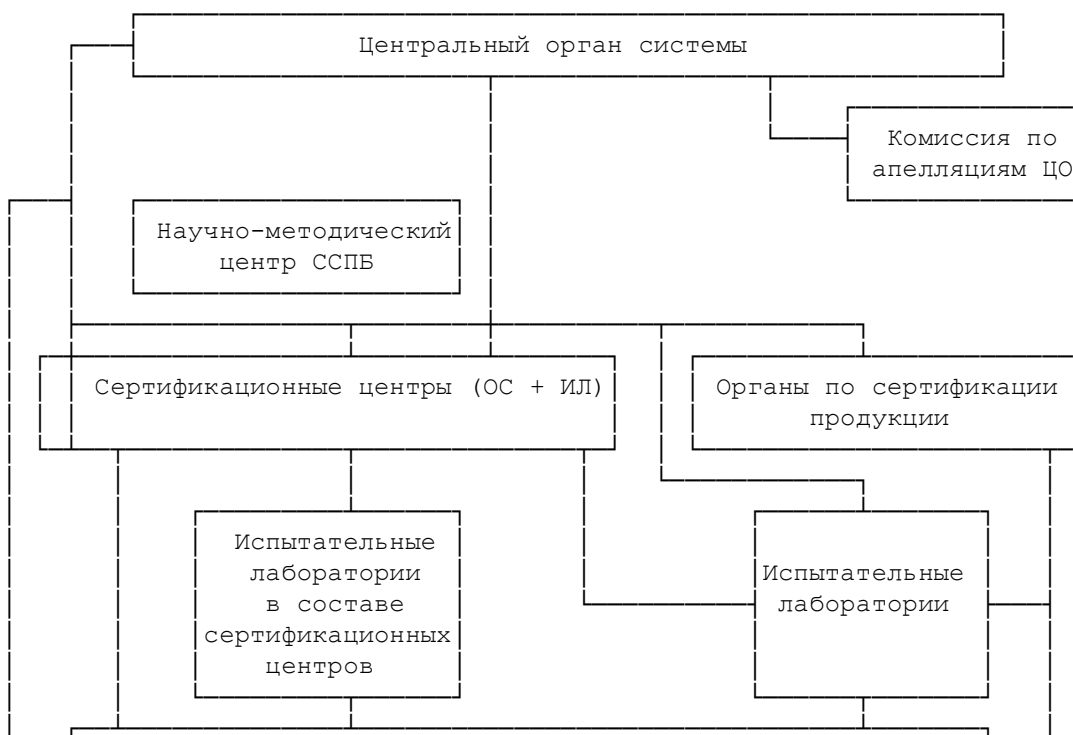 Центральный орган системы
Комиссия по
апелляциям ЦО
Научно-методический
центр ССПБ
Сертификационные центры (ОС + ИЛ)
Органы по сертификации
продукции
Испытательные
лаборатории
в составе
сертификационных
центров
Испытательные
лаборатории